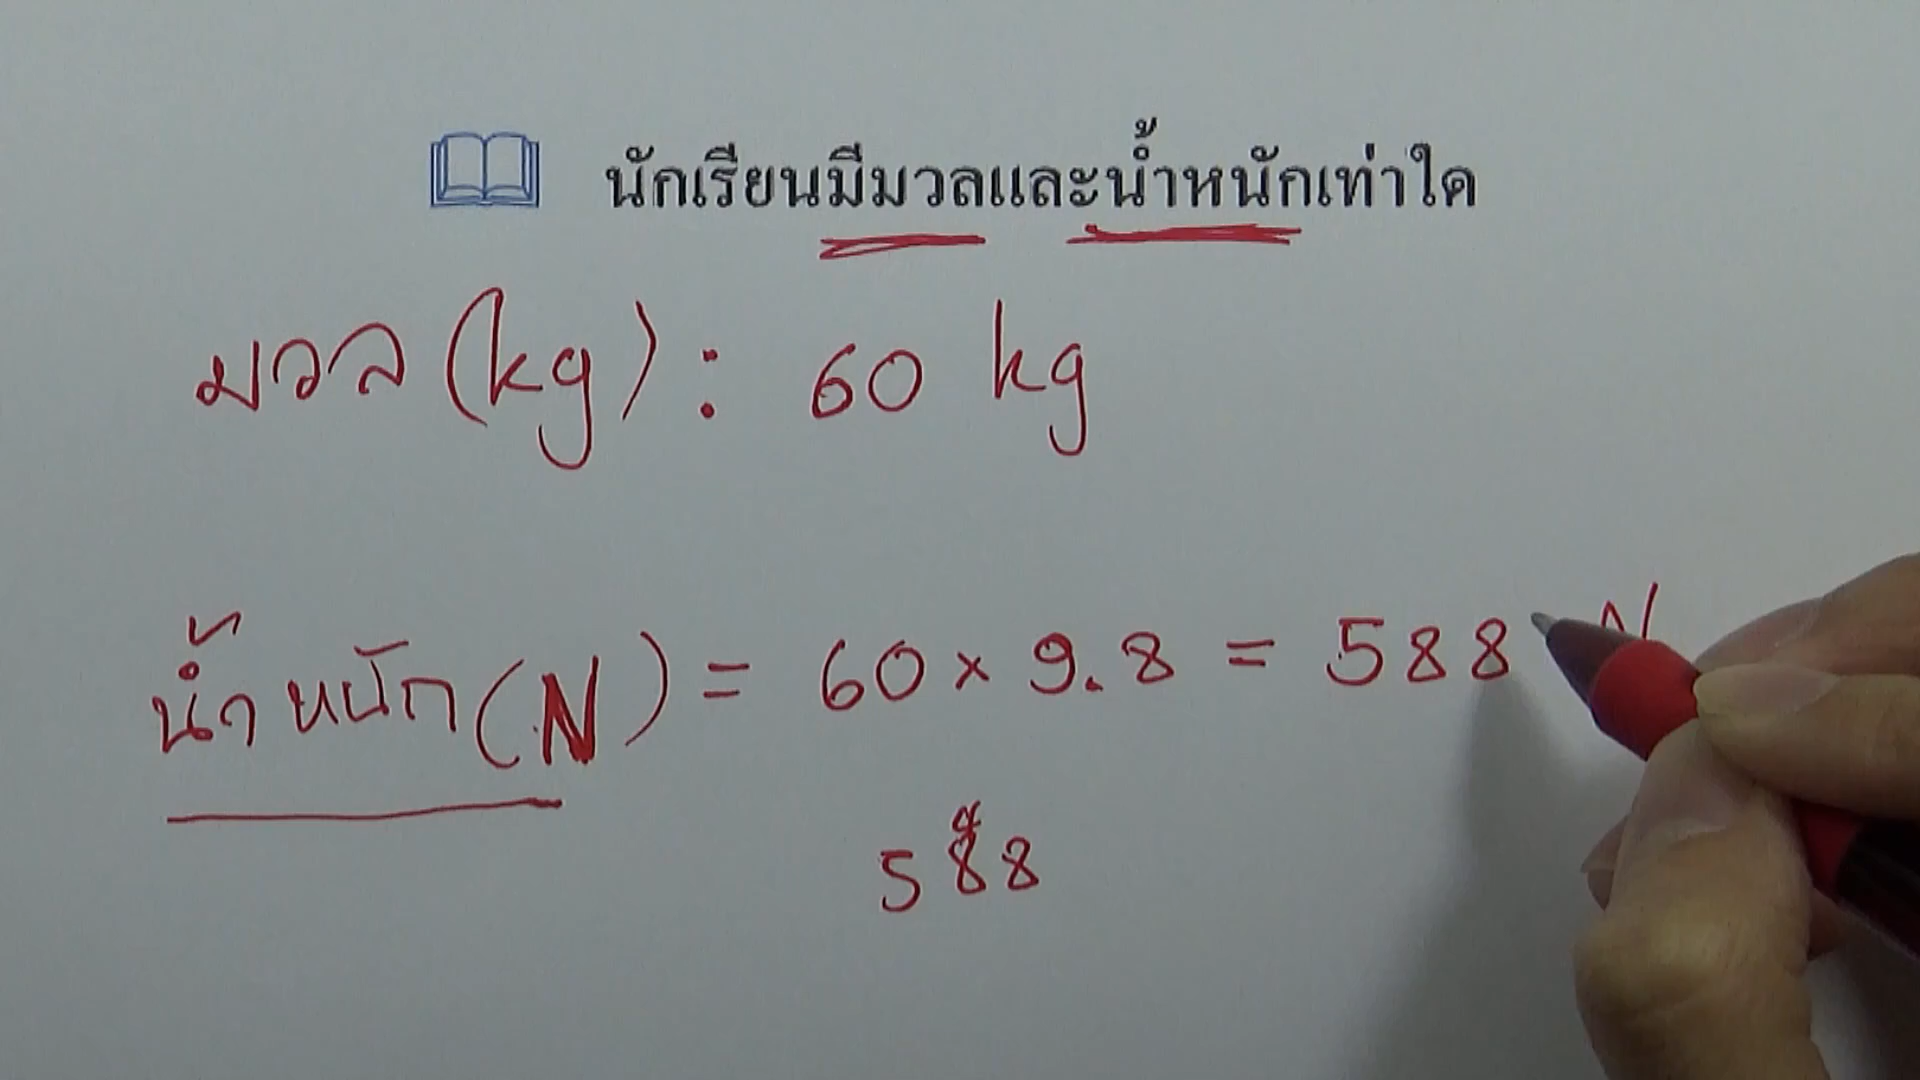 นักเรียนมีมวลและน้ำหนักเท่าใด
มวล (kg) : 60 kg
น้ำหนัก (N) = 60 × 9.8 = 588 N
588